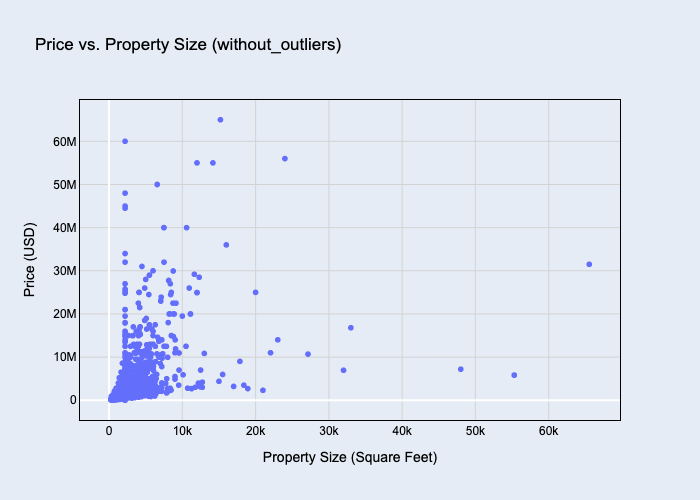 Price vs. Property Size (without_outliers)
60M
50M
40M
30M
20M
10M
0
Price (USD)
0
10k
20k
30k
40k
50k
60k
Property Size (Square Feet)